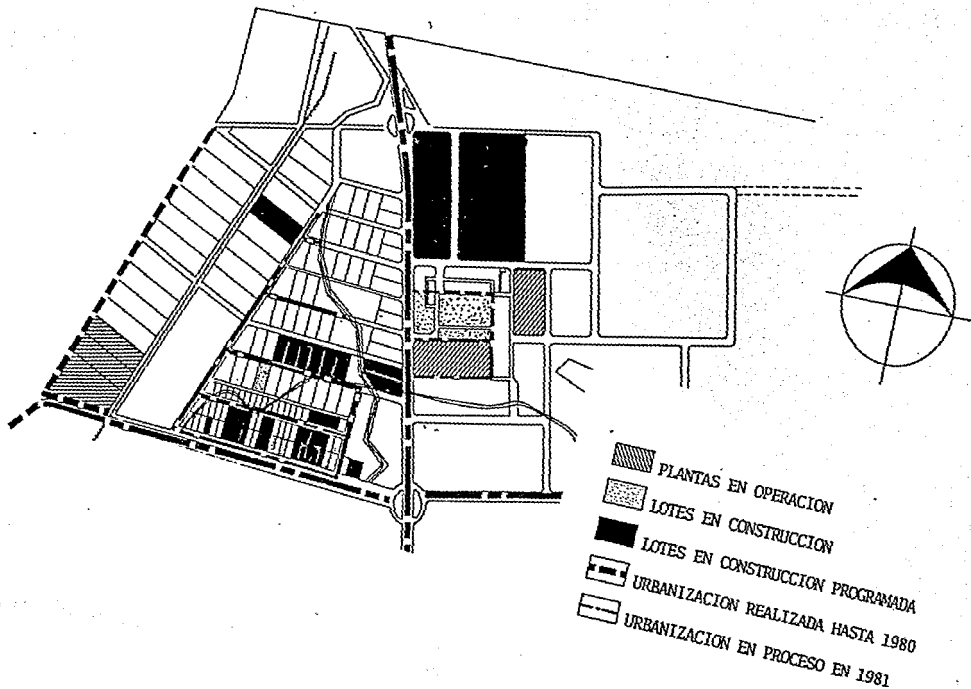 PLANTAS EN OPERACION
LOTES EN CONSTRUCCION
LOTES EN CONSTRUCCION PROGRAMADA
URBANIZACION REALIZADA HASTA 1980
URBANIZACION EN PROCESO EN 1981